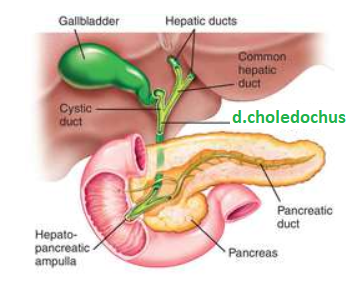 Gallbladder
Hepatic ducts
Common
hepatic
duct
Cystic
duct
d.choledochus
Pancreatic
duct
Hepato-
pancreatic
ampulla
Pancreas